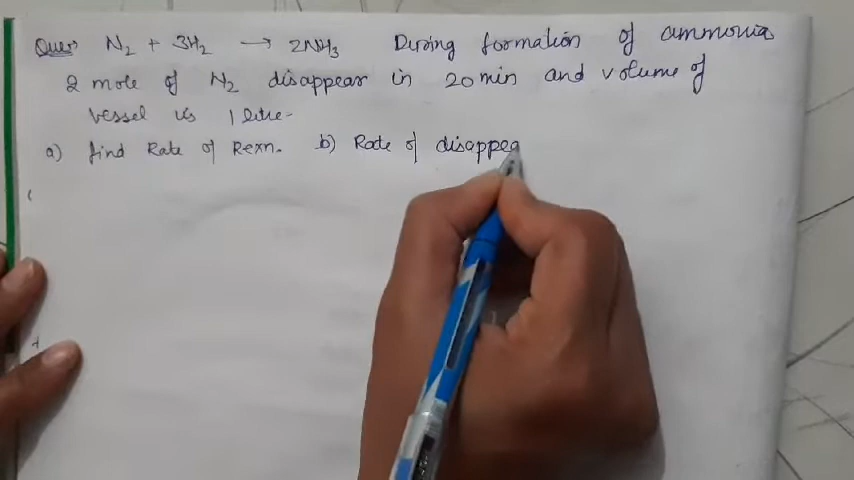 Ques N₂ + 3H₂ → 2NH₃ During formation of ammonia
2 mole of N₂ disappear in 20 min and volume of
vessel is 1 litre-
a) find Rate of Rexn. b) Rate of disappea